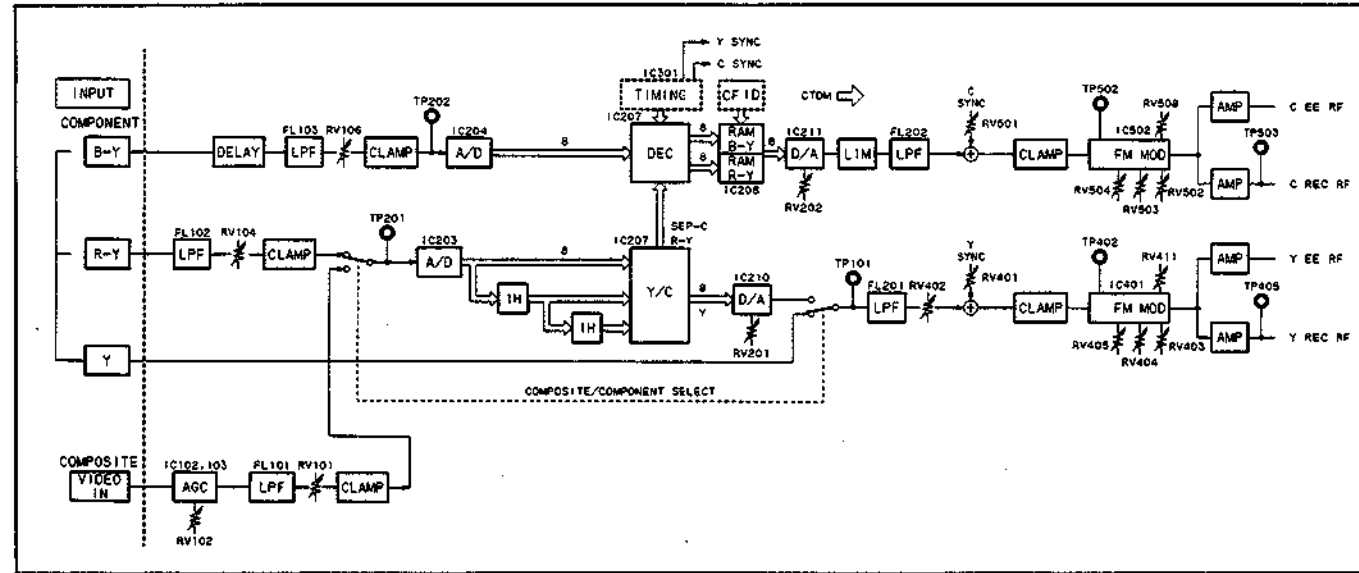 Y SYNC
C SYNC
IC301
TIMING
CF ID
CTDM
INPUT
COMPONENT
B-Y
DELAY
FL103
LPF
RV106
CLAMP
TP202
IC204
A/D
8
IC207
DEC
8
8
RAM
B-Y
RAM
R-Y
IC208
8
IC211
D/A
RV202
LIM
FL202
LPF
C
SYNC
RV501
CLAMP
TP502
RV508
IC502
FM MOD
RV504
RV503
RV502
AMP
C EE RF
TP503
AMP
C REC RF
R-Y
FL102
LPF
RV104
CLAMP
TP201
IC203
A/D
8
1H
1H
SEP-C
R-Y
IC207
Y/C
8
Y
IC210
D/A
RV201
TP101
FL201
LPF
RV402
Y
SYNC
RV401
CLAMP
TP402
RV411
IC401
FM MOD
RV405
RV404
RV403
AMP
Y EE RF
TP405
AMP
Y REC RF
Y
COMPOSITE/COMPONENT SELECT
COMPOSITE
VIDEO
IN
IC102,103
AGC
RV102
FL101
LPF
RV101
CLAMP